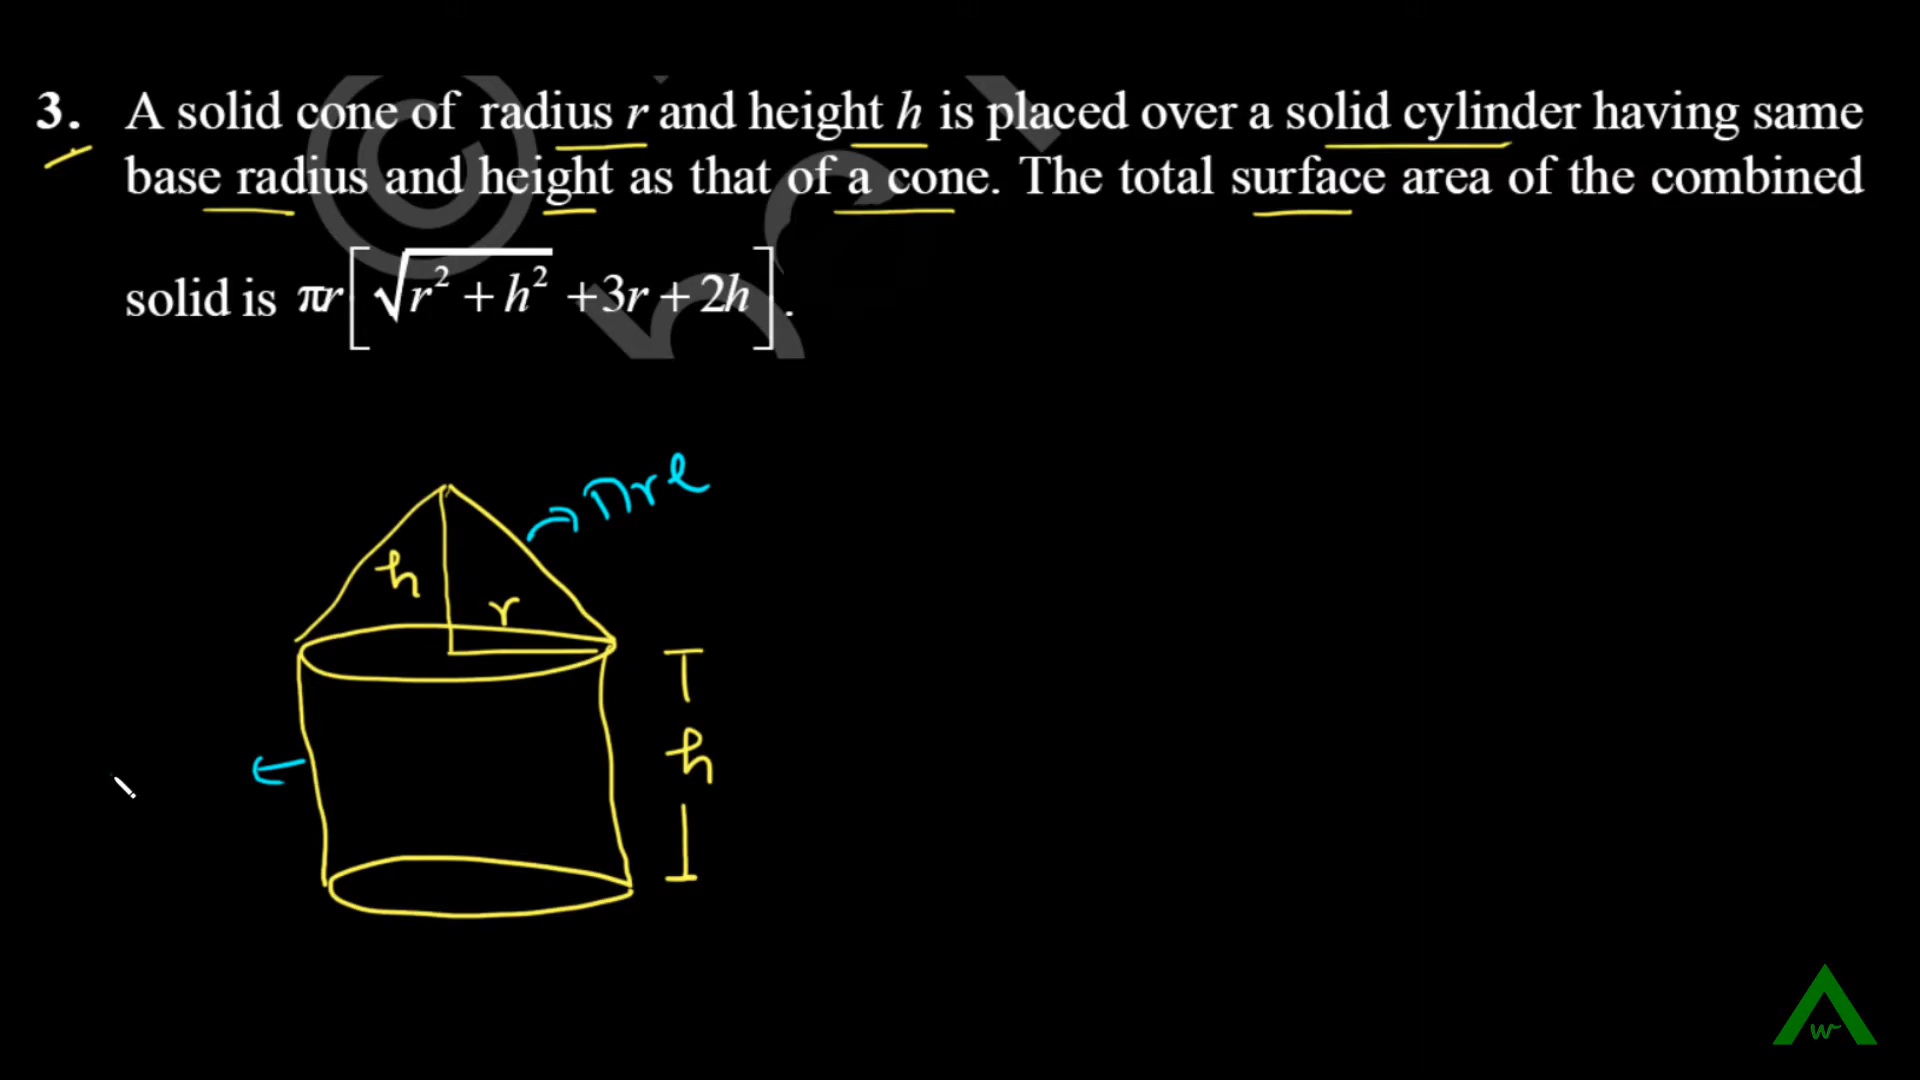 3. A solid cone of radius r and height h is placed over a solid cylinder having same
base radius and height as that of a cone. The total surface area of the combined
solid is πr[√(r² + h²) +3r + 2h].
πrl
h
r
h
w